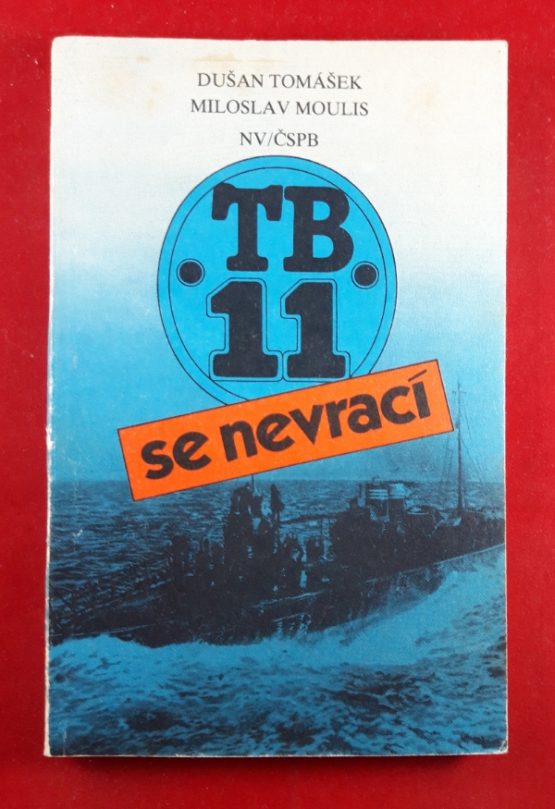 DUŠAN TOMÁŠEK
MILOSLAV MOULIS
NV/ČSPB
TB
11
se nevrací